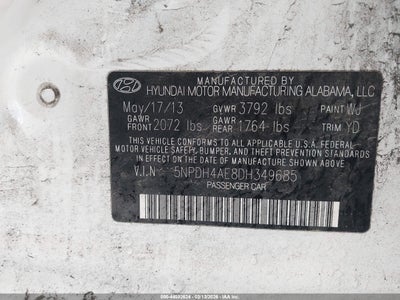 MANUFACTURED BY
HYUNDAI MOTOR MANUFACTURING ALABAMA, LLC
May/17/13 GVWR 3792 lbs PAINT WJ
GAWR FRONT 2072 lbs GAWR REAR 1764 lbs TRIM YD
THIS VEHICLE CONFORMS TO ALL APPLICABLE U.S.A. FEDERAL
MOTOR VEHICLE SAFETY, BUMPER, AND THEFT PREVENTION
STANDARDS IN EFFECT ON THE DATE OF MANUFACTURE SHOWN
ABOVE.
V.I.N 5NPDH4AE8DH349685
PASSENGER CAR